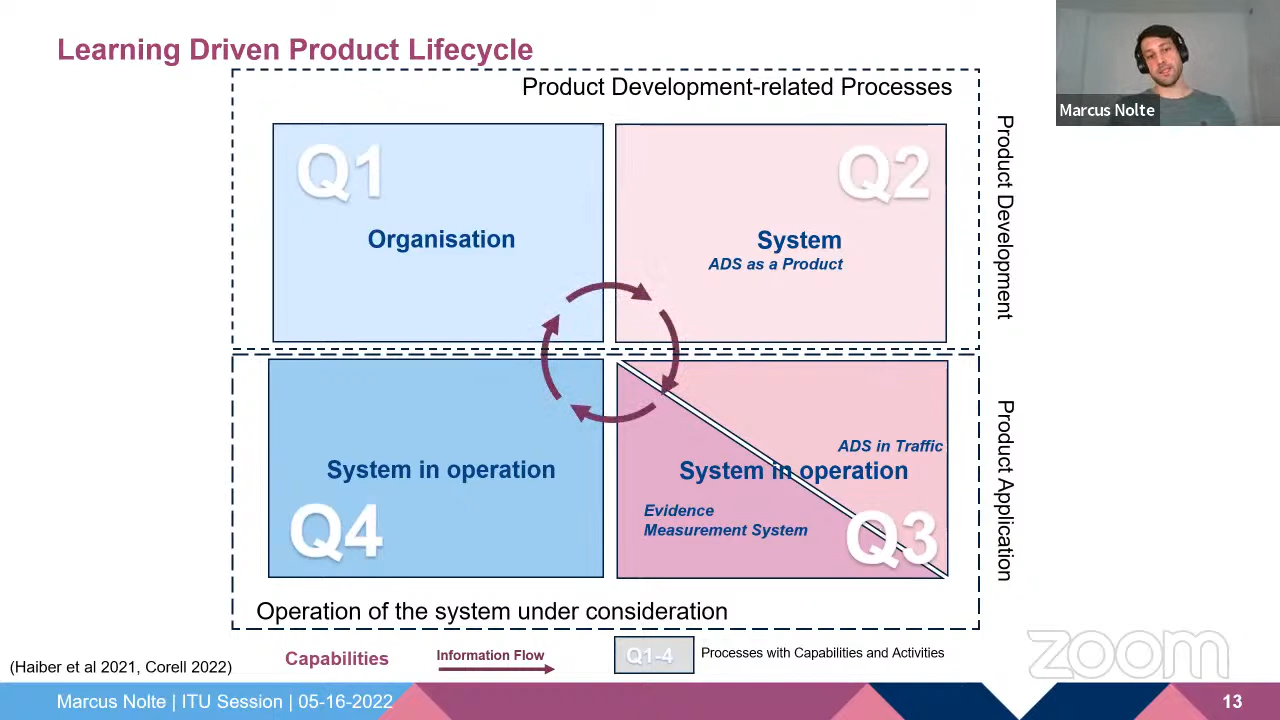 Learning Driven Product Lifecycle
Product Development-related Processes
Marcus Nolte
Q1
Organisation
Q2
System
ADS as a Product
Product Development
System in operation
Q4
ADS in Traffic
System in operation
Evidence
Measurement System
Q3
Product Application
Operation of the system under consideration
(Haiber et al 2021, Corell 2022)
Capabilities
Information Flow
Q1-4
Processes with Capabilities and Activities
zoom
Marcus Nolte | ITU Session | 05-16-2022
13